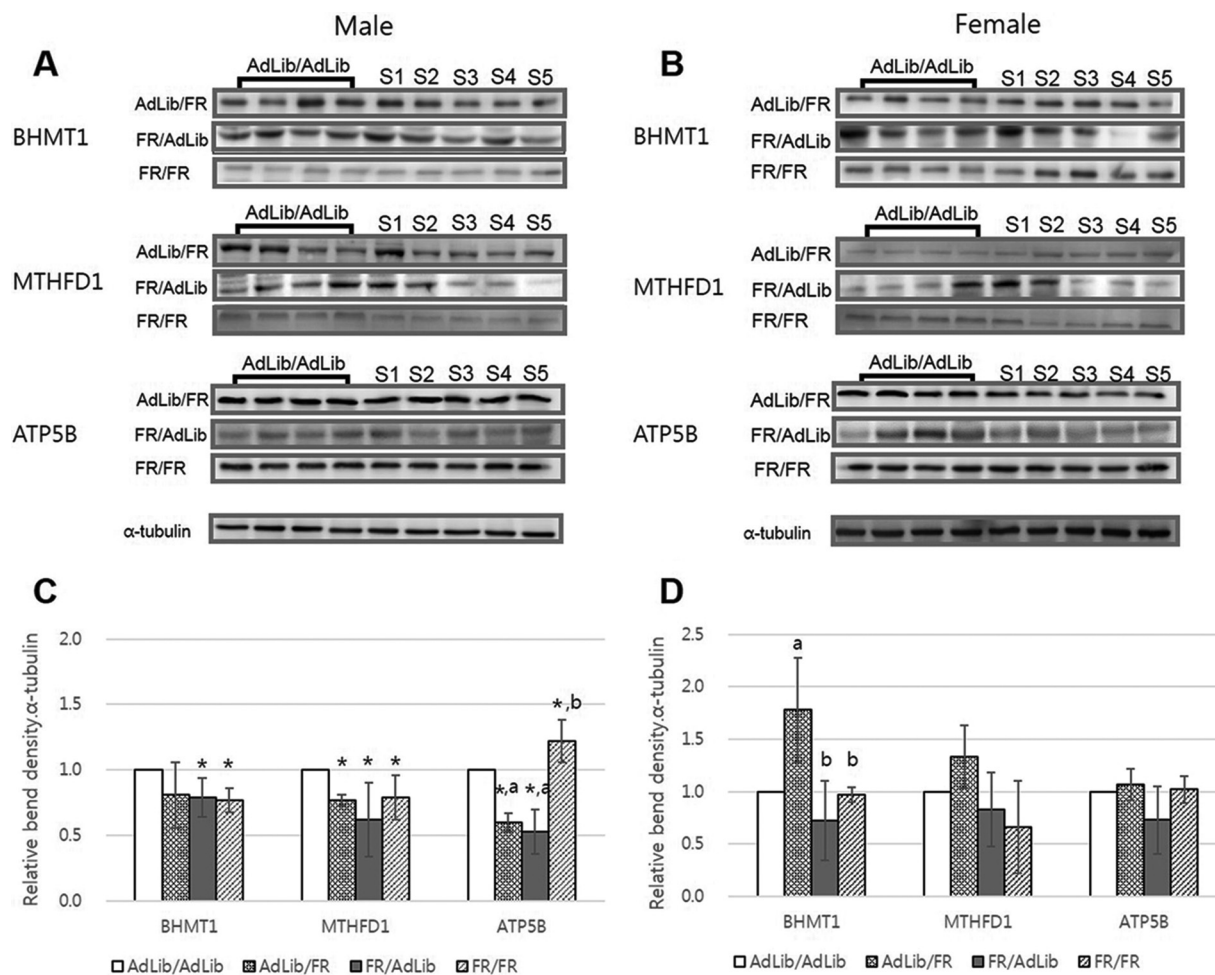 Male
Female
A
AdLib/AdLib S1 S2 S3 S4 S5
BHMT1
AdLib/FR
FR/AdLib
FR/FR
AdLib/AdLib S1 S2 S3 S4 S5
MTHFD1
AdLib/FR
FR/AdLib
FR/FR
AdLib/AdLib S1 S2 S3 S4 S5
ATP5B
AdLib/FR
FR/AdLib
FR/FR
α-tubulin
B
AdLib/AdLib S1 S2 S3 S4 S5
BHMT1
AdLib/FR
FR/AdLib
FR/FR
AdLib/AdLib S1 S2 S3 S4 S5
MTHFD1
AdLib/FR
FR/AdLib
FR/FR
AdLib/AdLib S1 S2 S3 S4 S5
ATP5B
AdLib/FR
FR/AdLib
FR/FR
α-tubulin
C
Relative bend density.α-tubulin
2.0
1.5
1.0
0.5
0.0
* *
* * *
*,a *,a *,b
BHMT1 MTHFD1 ATP5B
AdLib/AdLib AdLib/FR FR/AdLib FR/FR
D
Relative bend density.α-tubulin
2.5
2.0
1.5
1.0
0.5
0.0
a
b b
BHMT1 MTHFD1 ATP5B
AdLib/AdLib AdLib/FR FR/AdLib FR/FR